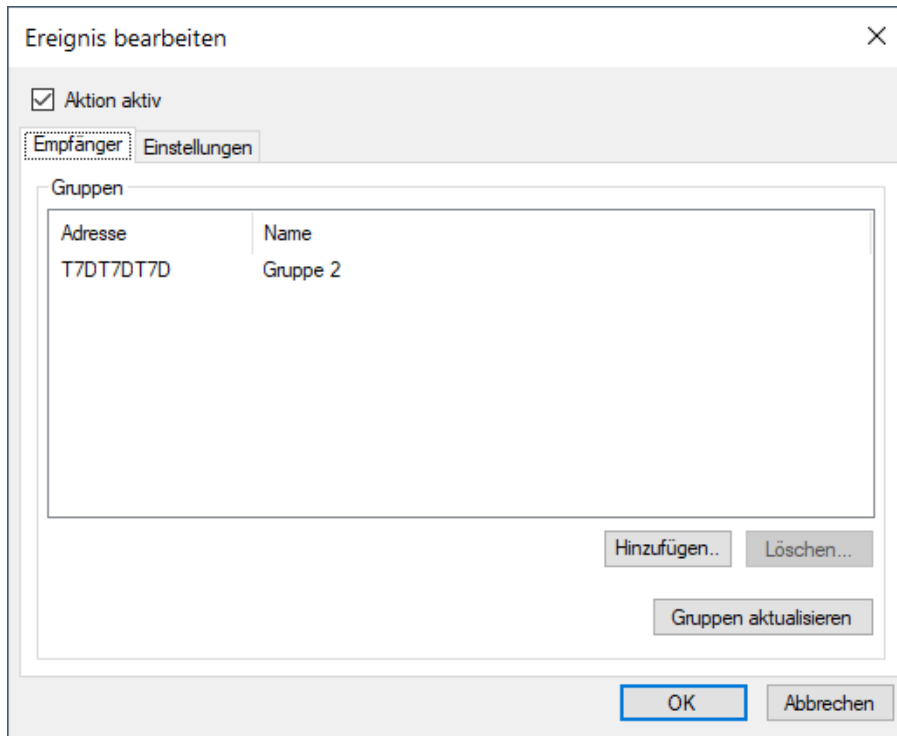 Ereignis bearbeiten
Aktion aktiv
Empfänger Einstellungen
Gruppen
Adresse Name
T7DT7DT7D Gruppe 2
Hinzufügen.. Löschen...
Gruppen aktualisieren
OK Abbrechen